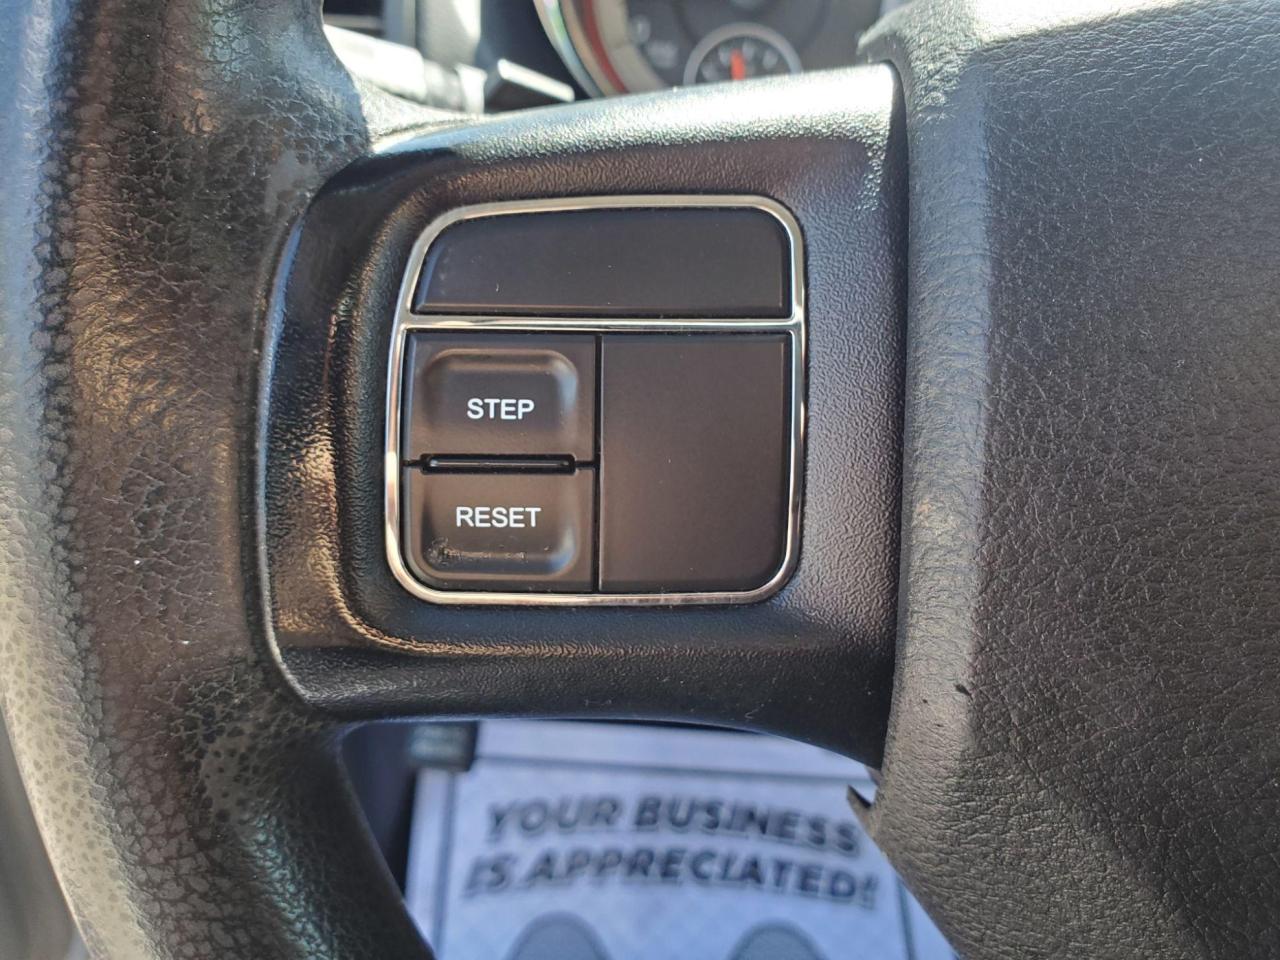 STEP
RESET
YOUR BUSINESS
IS APPRECIATED!